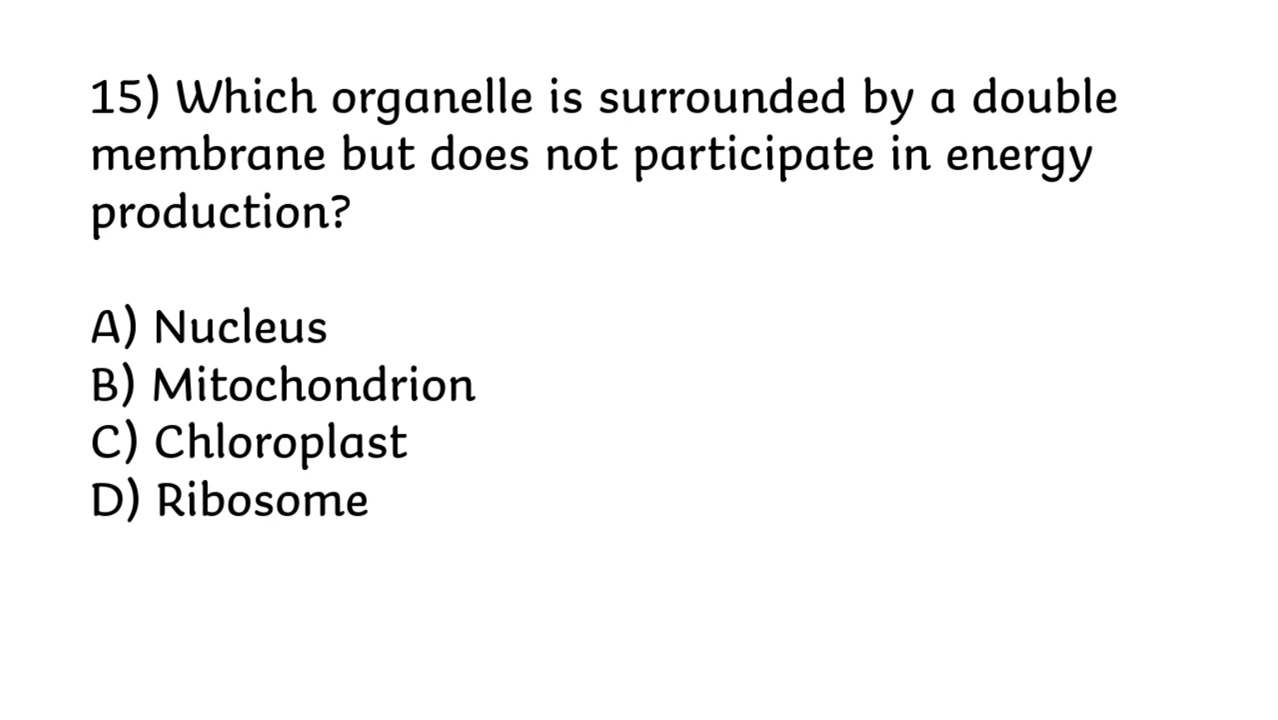 15) Which organelle is surrounded by a double
membrane but does not participate in energy
production?
A) Nucleus
B) Mitochondrion
C) Chloroplast
D) Ribosome